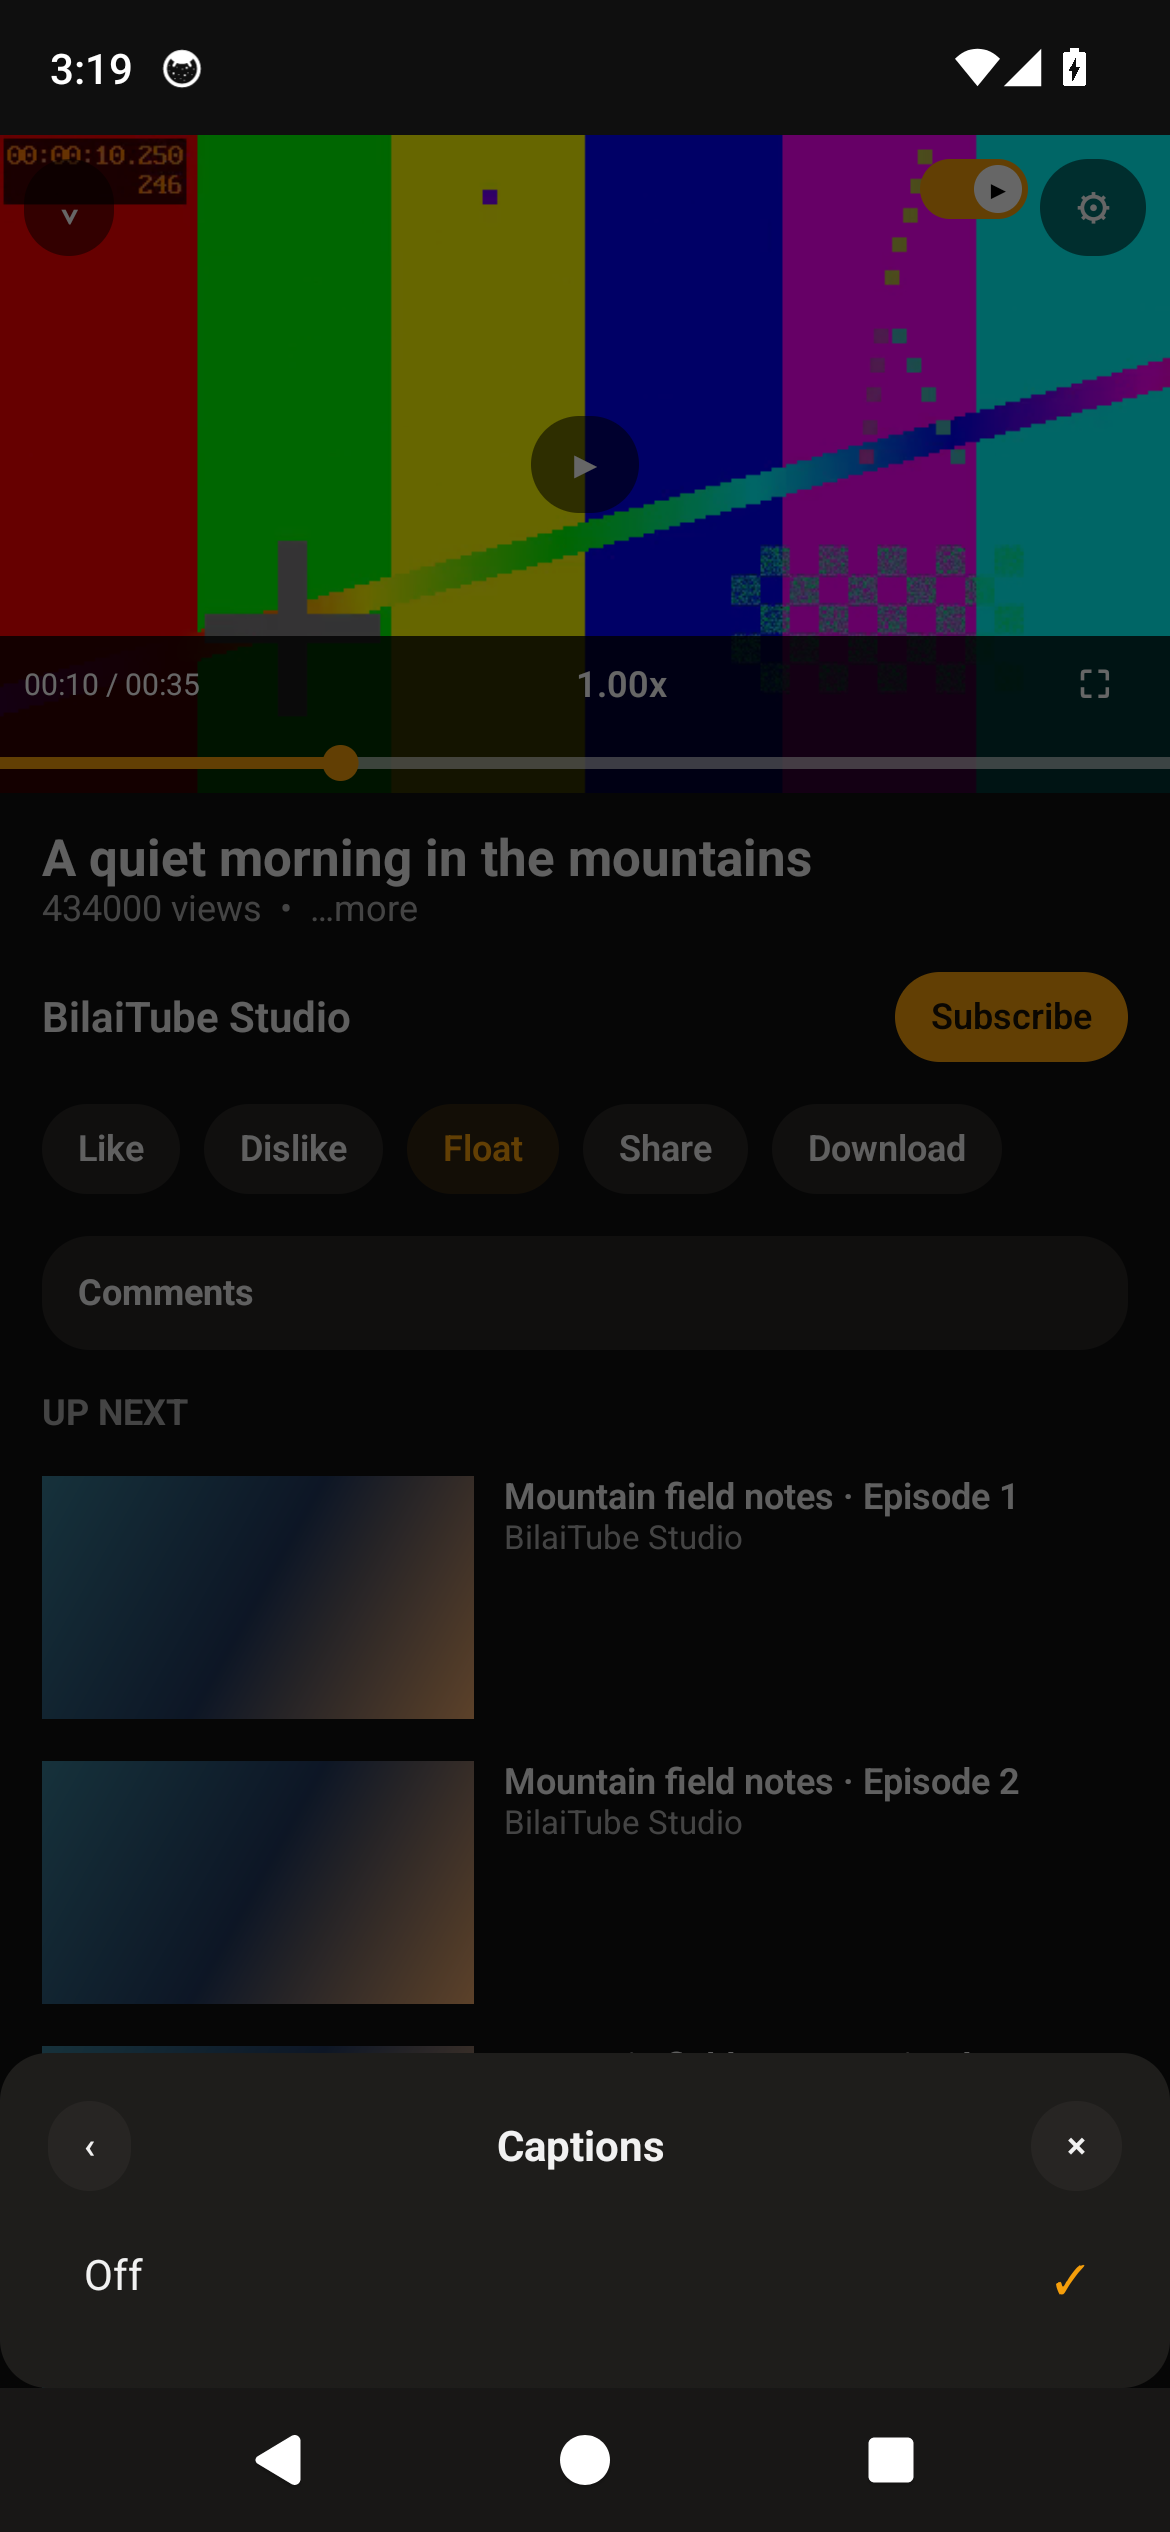 3:19
00:00:10.250
246
00:10 / 00:35
1.00x
A quiet morning in the mountains
434000 views • …more
BilaiTube Studio
Subscribe
Like
Dislike
Float
Share
Download
Comments
UP NEXT
Mountain field notes · Episode 1
BilaiTube Studio
Mountain field notes · Episode 2
BilaiTube Studio
Captions
Off